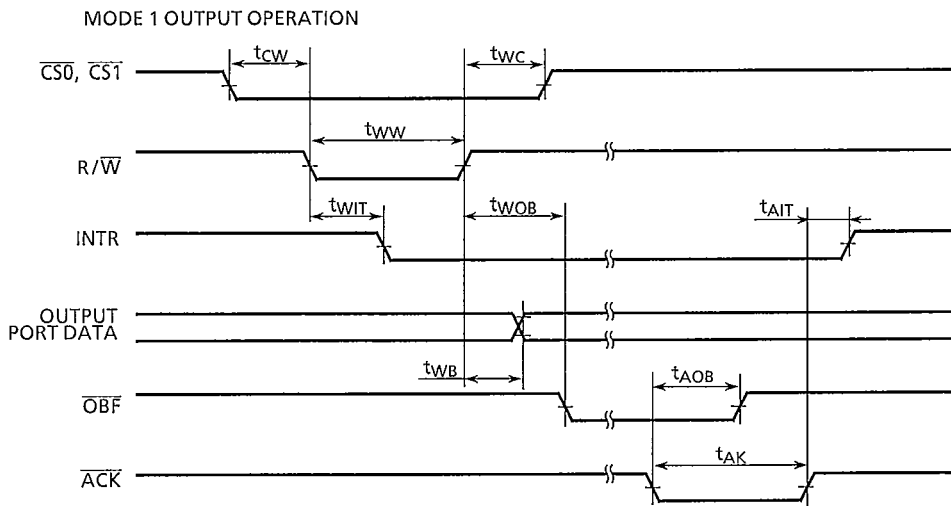 MODE 1 OUTPUT OPERATION
tCW
tWC
CS0, CS1
tWW
R/W
tWIT
tWOB
tAIT
INTR
OUTPUT
PORT DATA
tWB
tAOB
OBF
tAK
ACK